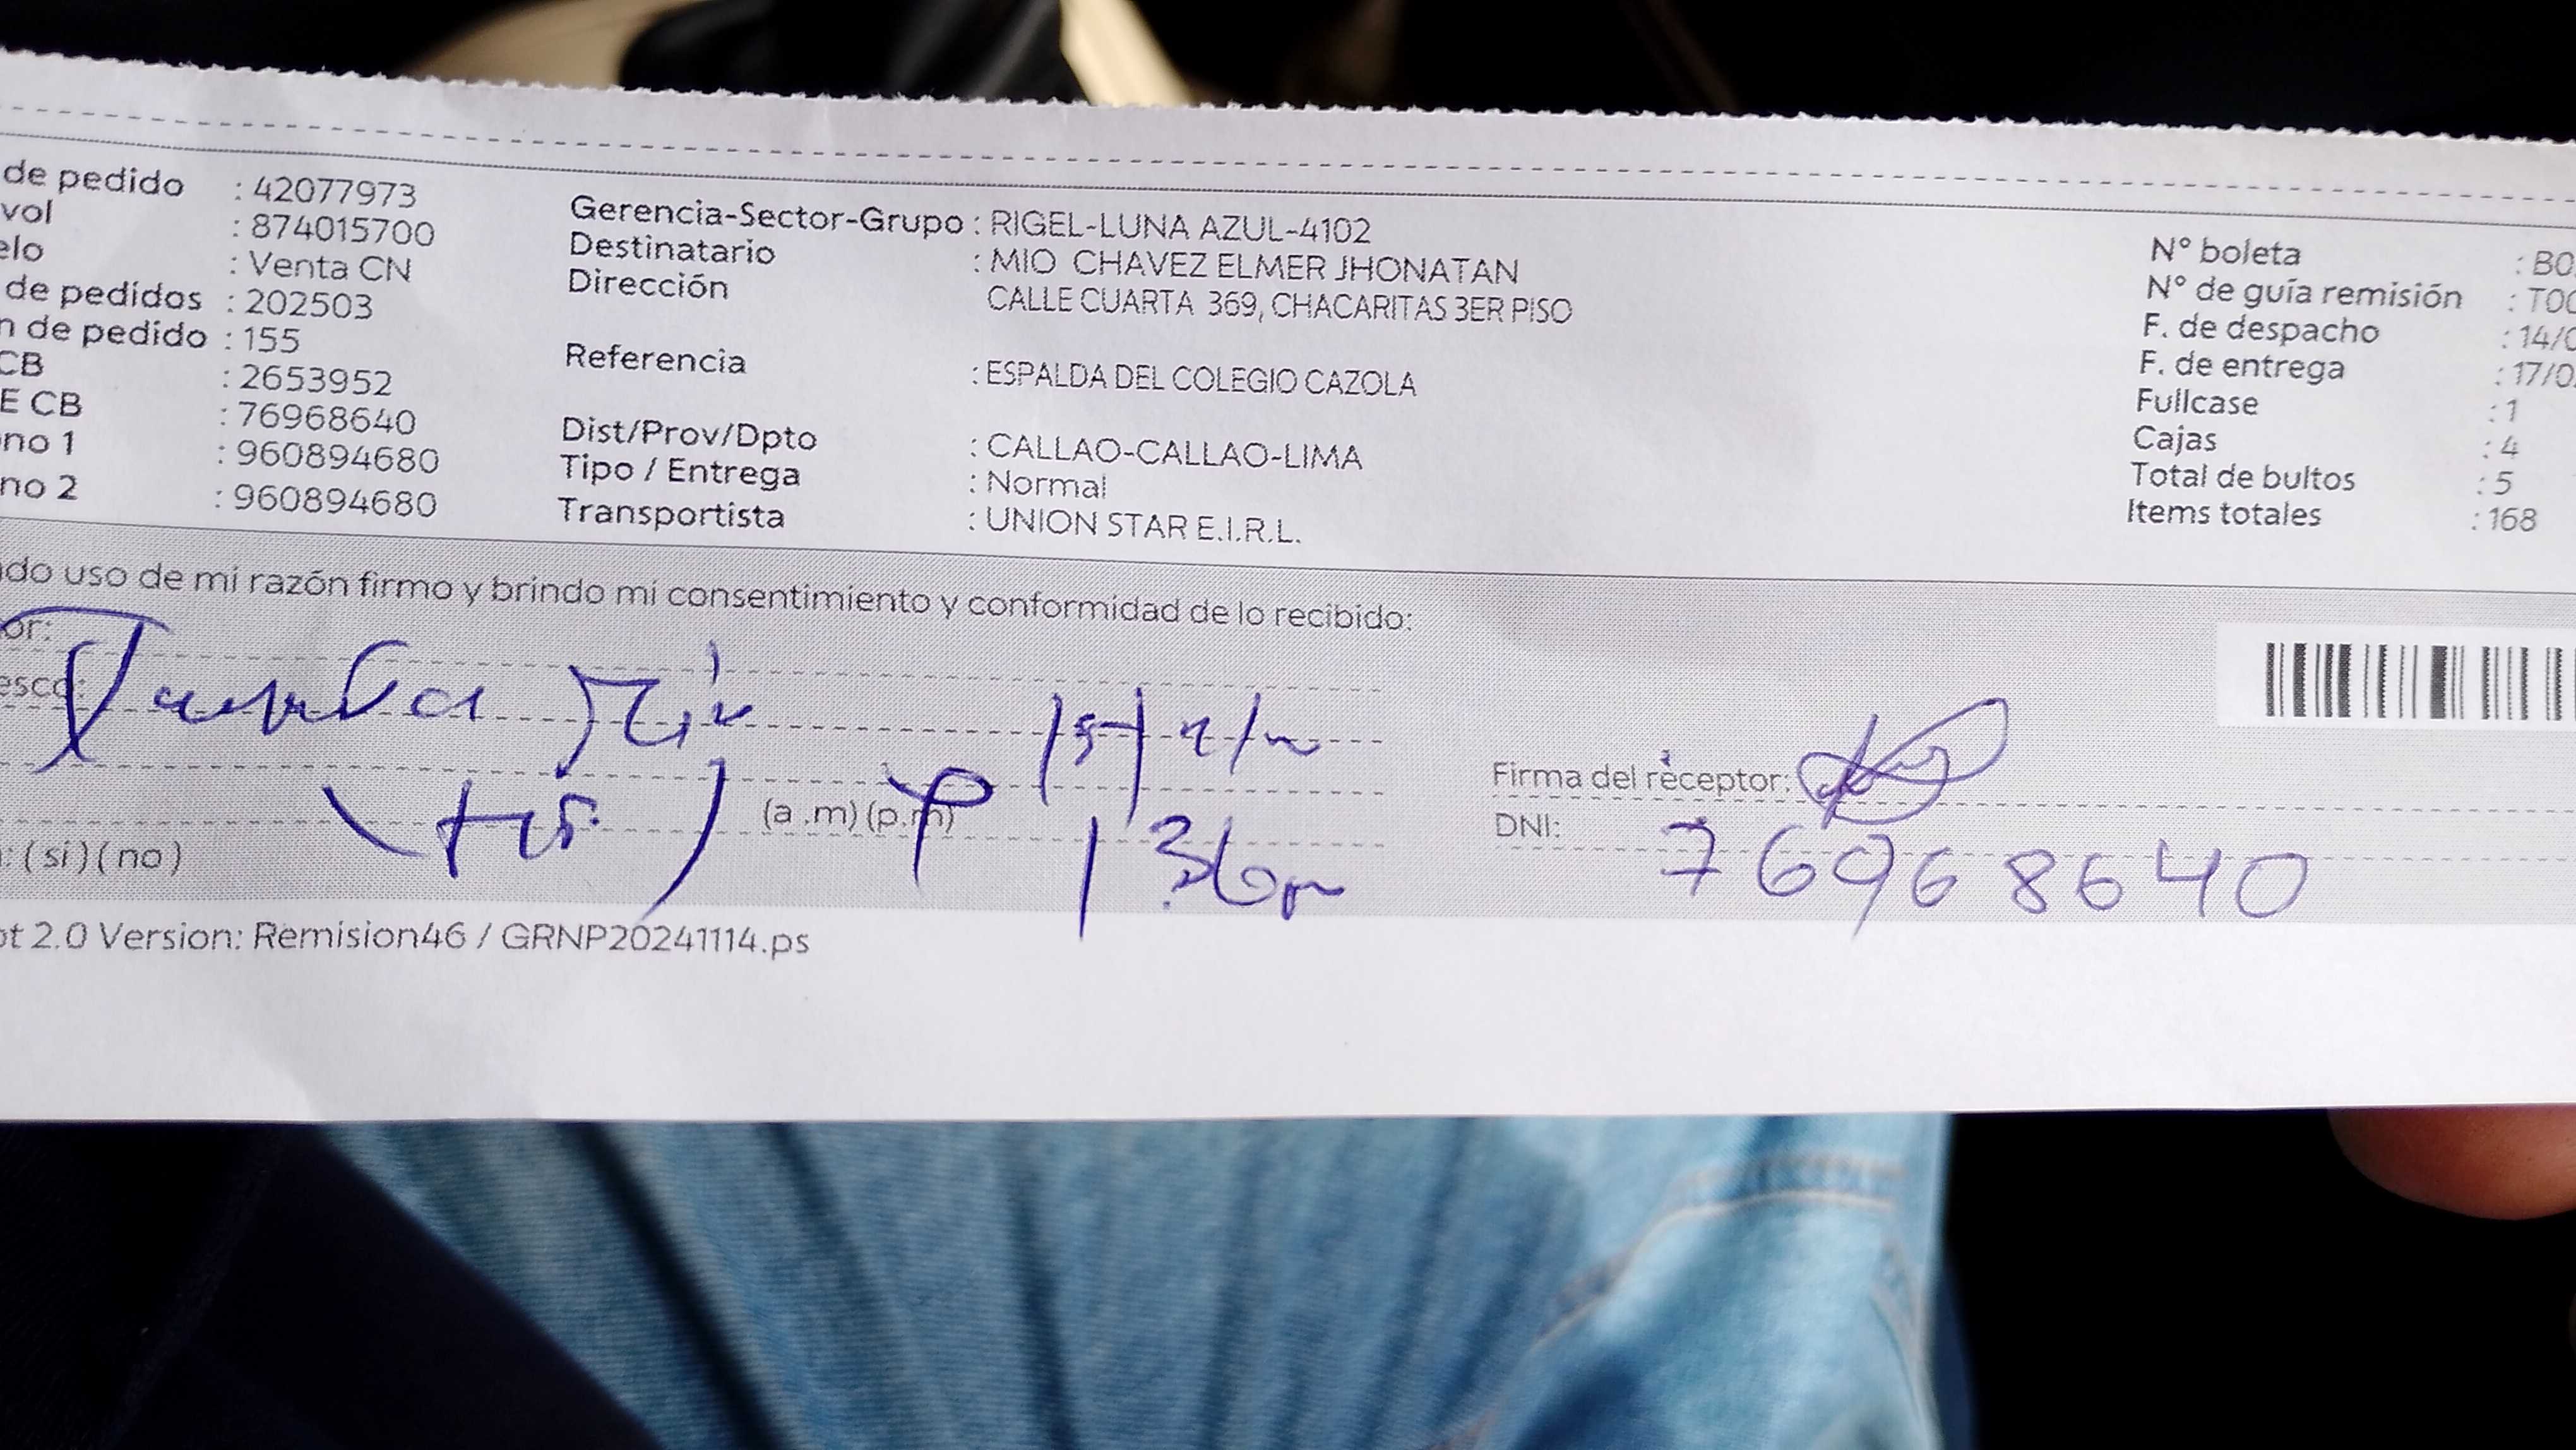 de pedido : 42077973
vol : 874015700
elo : Venta CN
de pedidos : 202503
n de pedido : 155
CB : 2653952
E CB : 76968640
no 1 : 960894680
no 2 : 960894680
Gerencia-Sector-Grupo : RIGEL-LUNA AZUL-4102
Destinatario : MIO CHAVEZ ELMER JHONATAN
Dirección CALLE CUARTA 369, CHACARITAS 3ER PISO
Referencia : ESPALDA DEL COLEGIO CAZOLA
Dist/Prov/Dpto : CALLAO-CALLAO-LIMA
Tipo / Entrega : Normal
Transportista : UNION STAR E.I.R.L.
N° boleta : BO
N° de guía remisión : T00
F. de despacho : 14/0
F. de entrega : 17/0
Fullcase : 1
Cajas : 4
Total de bultos : 5
Items totales : 168
do uso de mi razón firmo y brindo mi consentimiento y conformidad de lo recibido:
or:
esco:
(a .m) (p.m)
1 36pm
: ( si ) ( no )
Firma del receptor:
DNI: 76968640
ot 2.0 Version: Remision46 / GRNP20241114.ps